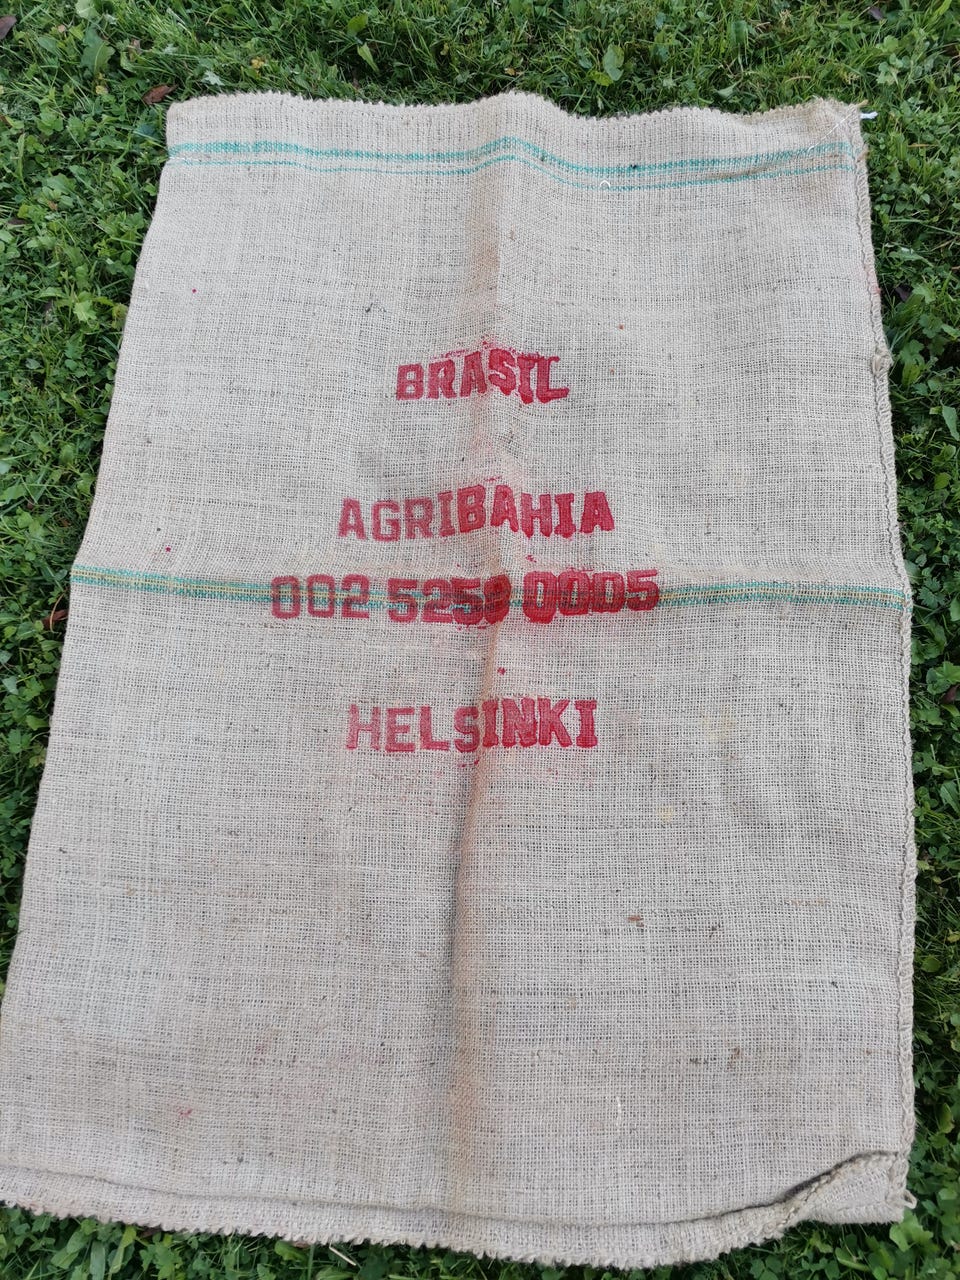 BRASIL
AGRIBAHIA
002 5259 0005
HELSINKI